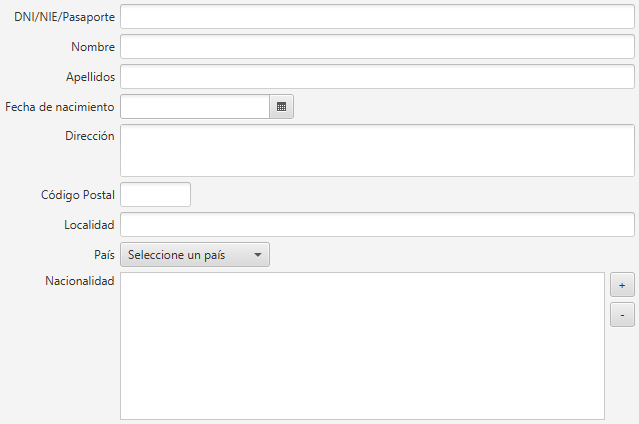 DNI/NIE/Pasaporte
Nombre
Apellidos
Fecha de nacimiento
Dirección
Código Postal
Localidad
País Seleccione un país
Nacionalidad +
-